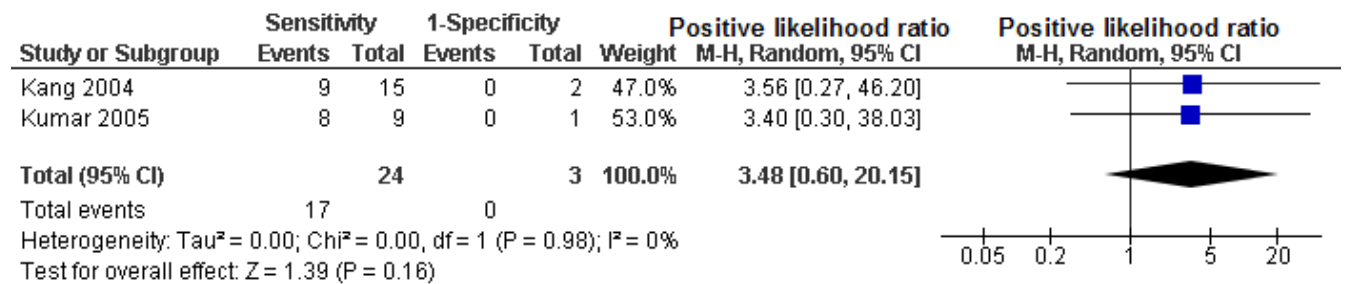 Sensitivity 1-Specificity Positive likelihood ratio Positive likelihood ratio
Study or Subgroup Events Total Events Total Weight M-H, Random, 95% CI M-H, Random, 95% CI
Kang 2004 9 15 0 2 47.0% 3.56 [0.27, 46.20]
Kumar 2005 8 9 0 1 53.0% 3.40 [0.30, 38.03]
Total (95% CI) 24 3 100.0% 3.48 [0.60, 20.15]
Total events 17 0
Heterogeneity: Tau² = 0.00; Chi² = 0.00, df = 1 (P = 0.98); I² = 0%
Test for overall effect: Z = 1.39 (P = 0.16)
0.05 0.2 1 5 20